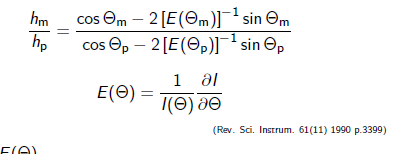 h_m/h_p = (cos Θ_m − 2 [E(Θ_m)]^−1 sin Θ_m)/(cos Θ_p − 2 [E(Θ_p)]^−1 sin Θ_p)
E(Θ) = 1/I(Θ) ∂I/∂Θ
(Rev. Sci. Instrum. 61(11) 1990 p.3399)
E(Θ)